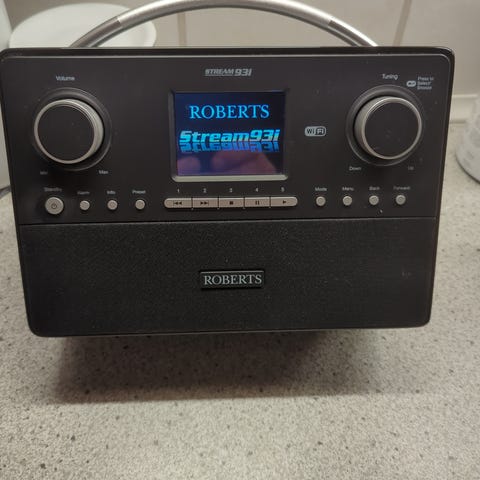 STREAM 93i
Volume
Tuning
Press to
Select/
Snooze
ROBERTS
Stream93i
WiFi
Min
Max
Down
Up
Standby
Alarm
Info
Preset
1 2 3 4 5
Mode
Menu
Back
Forward
ROBERTS